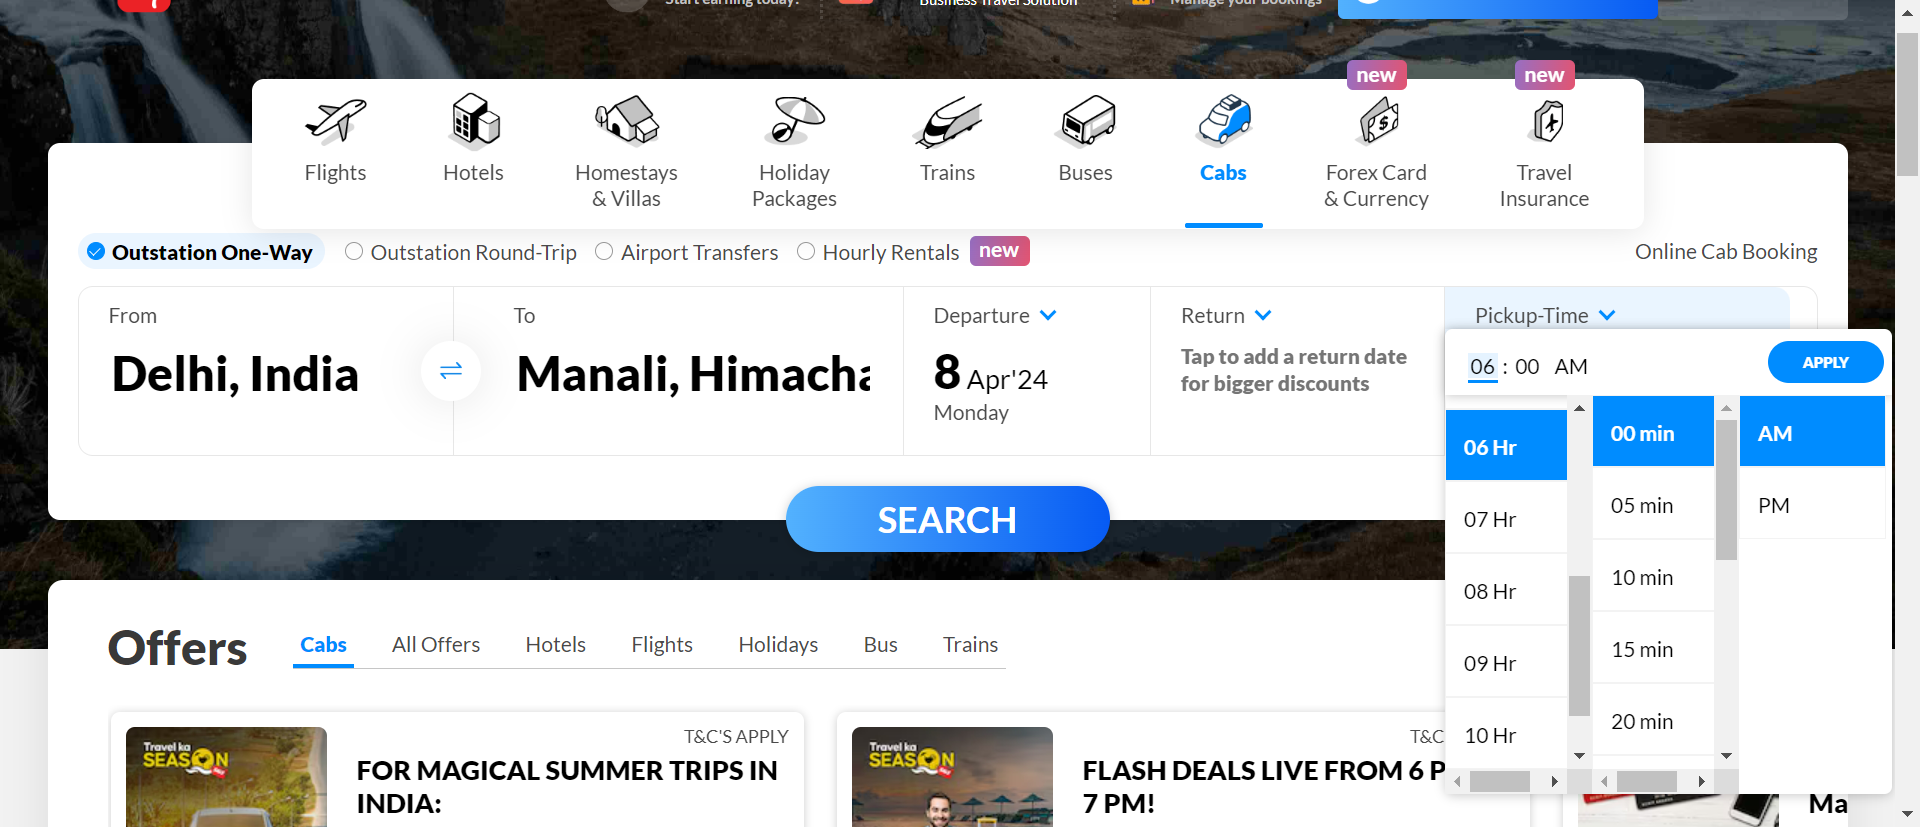 Start earning today!
Business Travel Solution
Manage your bookings
new
new
Flights
Hotels
Homestays
& Villas
Holiday
Packages
Trains
Buses
Cabs
Forex Card
& Currency
Travel
Insurance
Outstation One-Way
Outstation Round-Trip
Airport Transfers
Hourly Rentals
new
Online Cab Booking
From
Delhi, India
To
Manali, Himacha
Departure
8 Apr'24
Monday
Return
Tap to add a return date
for bigger discounts
Pickup-Time
06 : 00 AM
APPLY
06 Hr
07 Hr
08 Hr
09 Hr
10 Hr
00 min
05 min
10 min
15 min
20 min
AM
PM
SEARCH
Offers
Cabs
All Offers
Hotels
Flights
Holidays
Bus
Trains
Travel ka
SEASON
T&C'S APPLY
FOR MAGICAL SUMMER TRIPS IN
INDIA:
Travel ka
SEASON
T&C
FLASH DEALS LIVE FROM 6 P
7 PM!
Ma